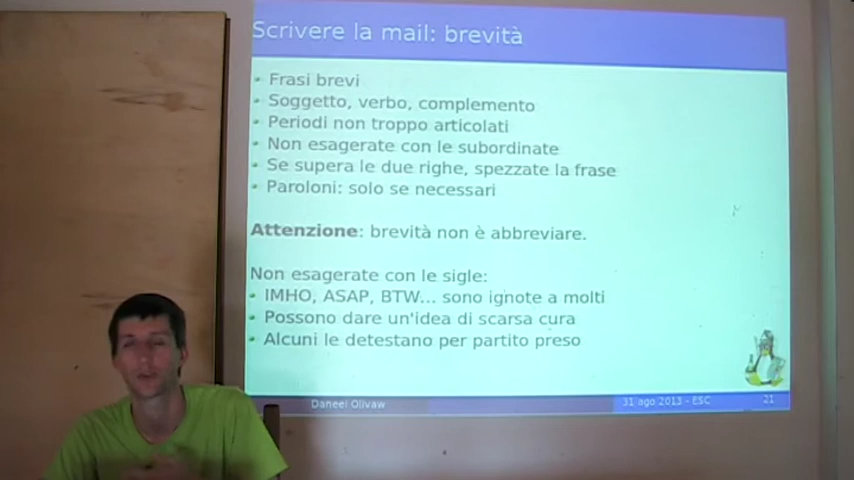 Scrivere la mail: brevità
Frasi brevi
Soggetto, verbo, complemento
Periodi non troppo articolati
Non esagerate con le subordinate
Se supera le due righe, spezzate la frase
Paroloni: solo se necessari
Attenzione: brevità non è abbreviare.
Non esagerate con le sigle:
IMHO, ASAP, BTW... sono ignote a molti
Possono dare un'idea di scarsa cura
Alcuni le detestano per partito preso
Daneel Olivaw
31 ago 2013 - ESC
21